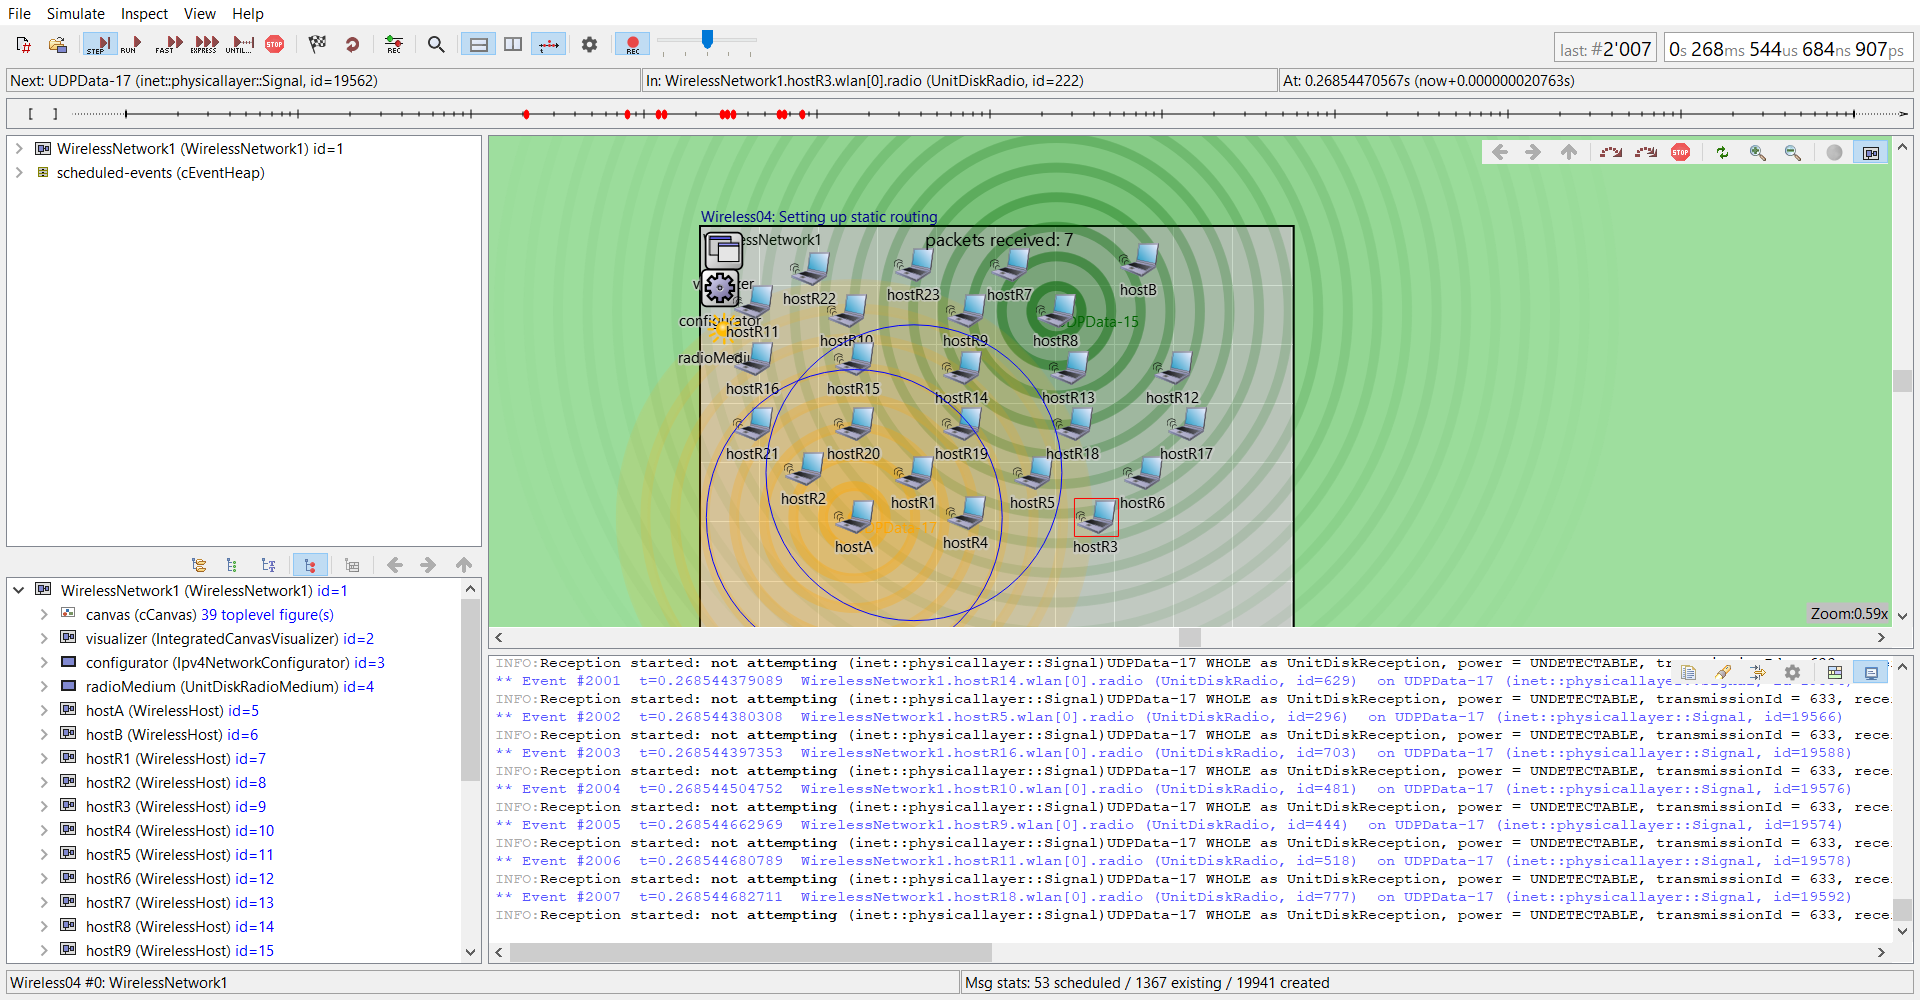 File Simulate Inspect View Help
STEP RUN FAST EXPRESS UNTIL... STOP REC REC
last: #2'007 0s 268ms 544us 684ns 907ps
Next: UDPData-17 (inet::physicallayer::Signal, id=19562) In: WirelessNetwork1.hostR3.wlan[0].radio (UnitDiskRadio, id=222) At: 0.26854470567s (now+0.000000020763s)
[ ]
WirelessNetwork1 (WirelessNetwork1) id=1
scheduled-events (cEventHeap)
STOP
Wireless04: Setting up static routing
packets received: 7
hostR22 hostR23 hostR7 hostB
configurator hostR11
hostR10 hostR9 hostR8 UDPData-15
hostR16 hostR15 hostR14 hostR13 hostR12
hostR21 hostR20 hostR19 hostR18 hostR17
hostR2 hostR1 hostR5 hostR6
hostA hostR4 hostR3
Zoom:0.59x
WirelessNetwork1 (WirelessNetwork1) id=1
canvas (cCanvas) 39 toplevel figure(s)
visualizer (IntegratedCanvasVisualizer) id=2
configurator (Ipv4NetworkConfigurator) id=3
radioMedium (UnitDiskRadioMedium) id=4
hostA (WirelessHost) id=5
hostB (WirelessHost) id=6
hostR1 (WirelessHost) id=7
hostR2 (WirelessHost) id=8
hostR3 (WirelessHost) id=9
hostR4 (WirelessHost) id=10
hostR5 (WirelessHost) id=11
hostR6 (WirelessHost) id=12
hostR7 (WirelessHost) id=13
hostR8 (WirelessHost) id=14
hostR9 (WirelessHost) id=15
INFO:Reception started: not attempting (inet::physicallayer::Signal)UDPData-17 WHOLE as UnitDiskReception, power = UNDETECTABLE, transmissionId
** Event #2001 t=0.268544379089 WirelessNetwork1.hostR14.wlan[0].radio (UnitDiskRadio, id=629) on UDPData-17
INFO:Reception started: not attempting (inet::physicallayer::Signal)UDPData-17 WHOLE as UnitDiskReception, power = UNDETECTABLE, transmissionId = 633, rece
** Event #2002 t=0.268544380308 WirelessNetwork1.hostR5.wlan[0].radio (UnitDiskRadio, id=296) on UDPData-17 (inet::physicallayer::Signal, id=19566)
INFO:Reception started: not attempting (inet::physicallayer::Signal)UDPData-17 WHOLE as UnitDiskReception, power = UNDETECTABLE, transmissionId = 633, rece
** Event #2003 t=0.268544397353 WirelessNetwork1.hostR16.wlan[0].radio (UnitDiskRadio, id=703) on UDPData-17 (inet::physicallayer::Signal, id=19588)
INFO:Reception started: not attempting (inet::physicallayer::Signal)UDPData-17 WHOLE as UnitDiskReception, power = UNDETECTABLE, transmissionId = 633, rece
** Event #2004 t=0.268544504752 WirelessNetwork1.hostR10.wlan[0].radio (UnitDiskRadio, id=481) on UDPData-17 (inet::physicallayer::Signal, id=19576)
INFO:Reception started: not attempting (inet::physicallayer::Signal)UDPData-17 WHOLE as UnitDiskReception, power = UNDETECTABLE, transmissionId = 633, rece
** Event #2005 t=0.268544662969 WirelessNetwork1.hostR9.wlan[0].radio (UnitDiskRadio, id=444) on UDPData-17 (inet::physicallayer::Signal, id=19574)
INFO:Reception started: not attempting (inet::physicallayer::Signal)UDPData-17 WHOLE as UnitDiskReception, power = UNDETECTABLE, transmissionId = 633, rece
** Event #2006 t=0.268544680789 WirelessNetwork1.hostR11.wlan[0].radio (UnitDiskRadio, id=518) on UDPData-17 (inet::physicallayer::Signal, id=19578)
INFO:Reception started: not attempting (inet::physicallayer::Signal)UDPData-17 WHOLE as UnitDiskReception, power = UNDETECTABLE, transmissionId = 633, rece
** Event #2007 t=0.268544682711 WirelessNetwork1.hostR18.wlan[0].radio (UnitDiskRadio, id=777) on UDPData-17 (inet::physicallayer::Signal, id=19592)
INFO:Reception started: not attempting (inet::physicallayer::Signal)UDPData-17 WHOLE as UnitDiskReception, power = UNDETECTABLE, transmissionId = 633, rece
Wireless04 #0: WirelessNetwork1 Msg stats: 53 scheduled / 1367 existing / 19941 created